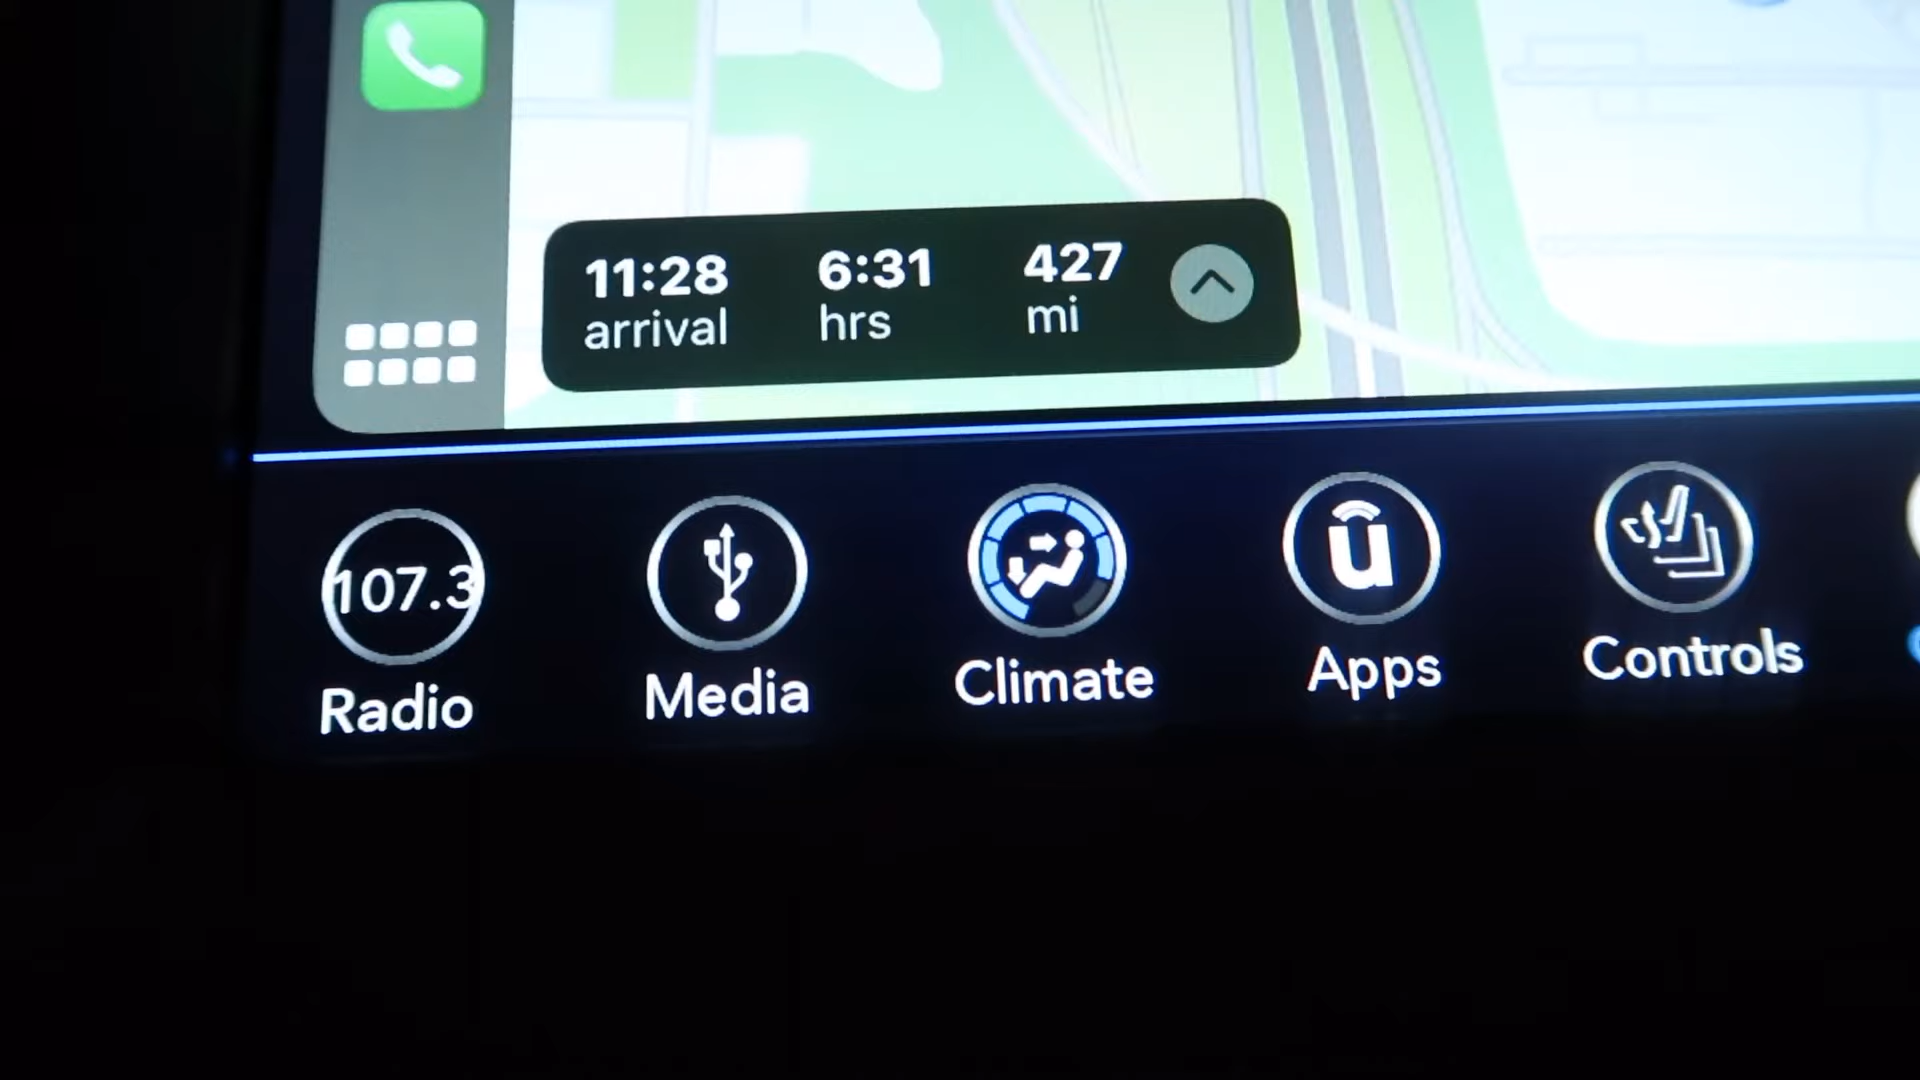 11:28 6:31 427
arrival hrs mi
107.3
u
Radio Media Climate Apps Controls